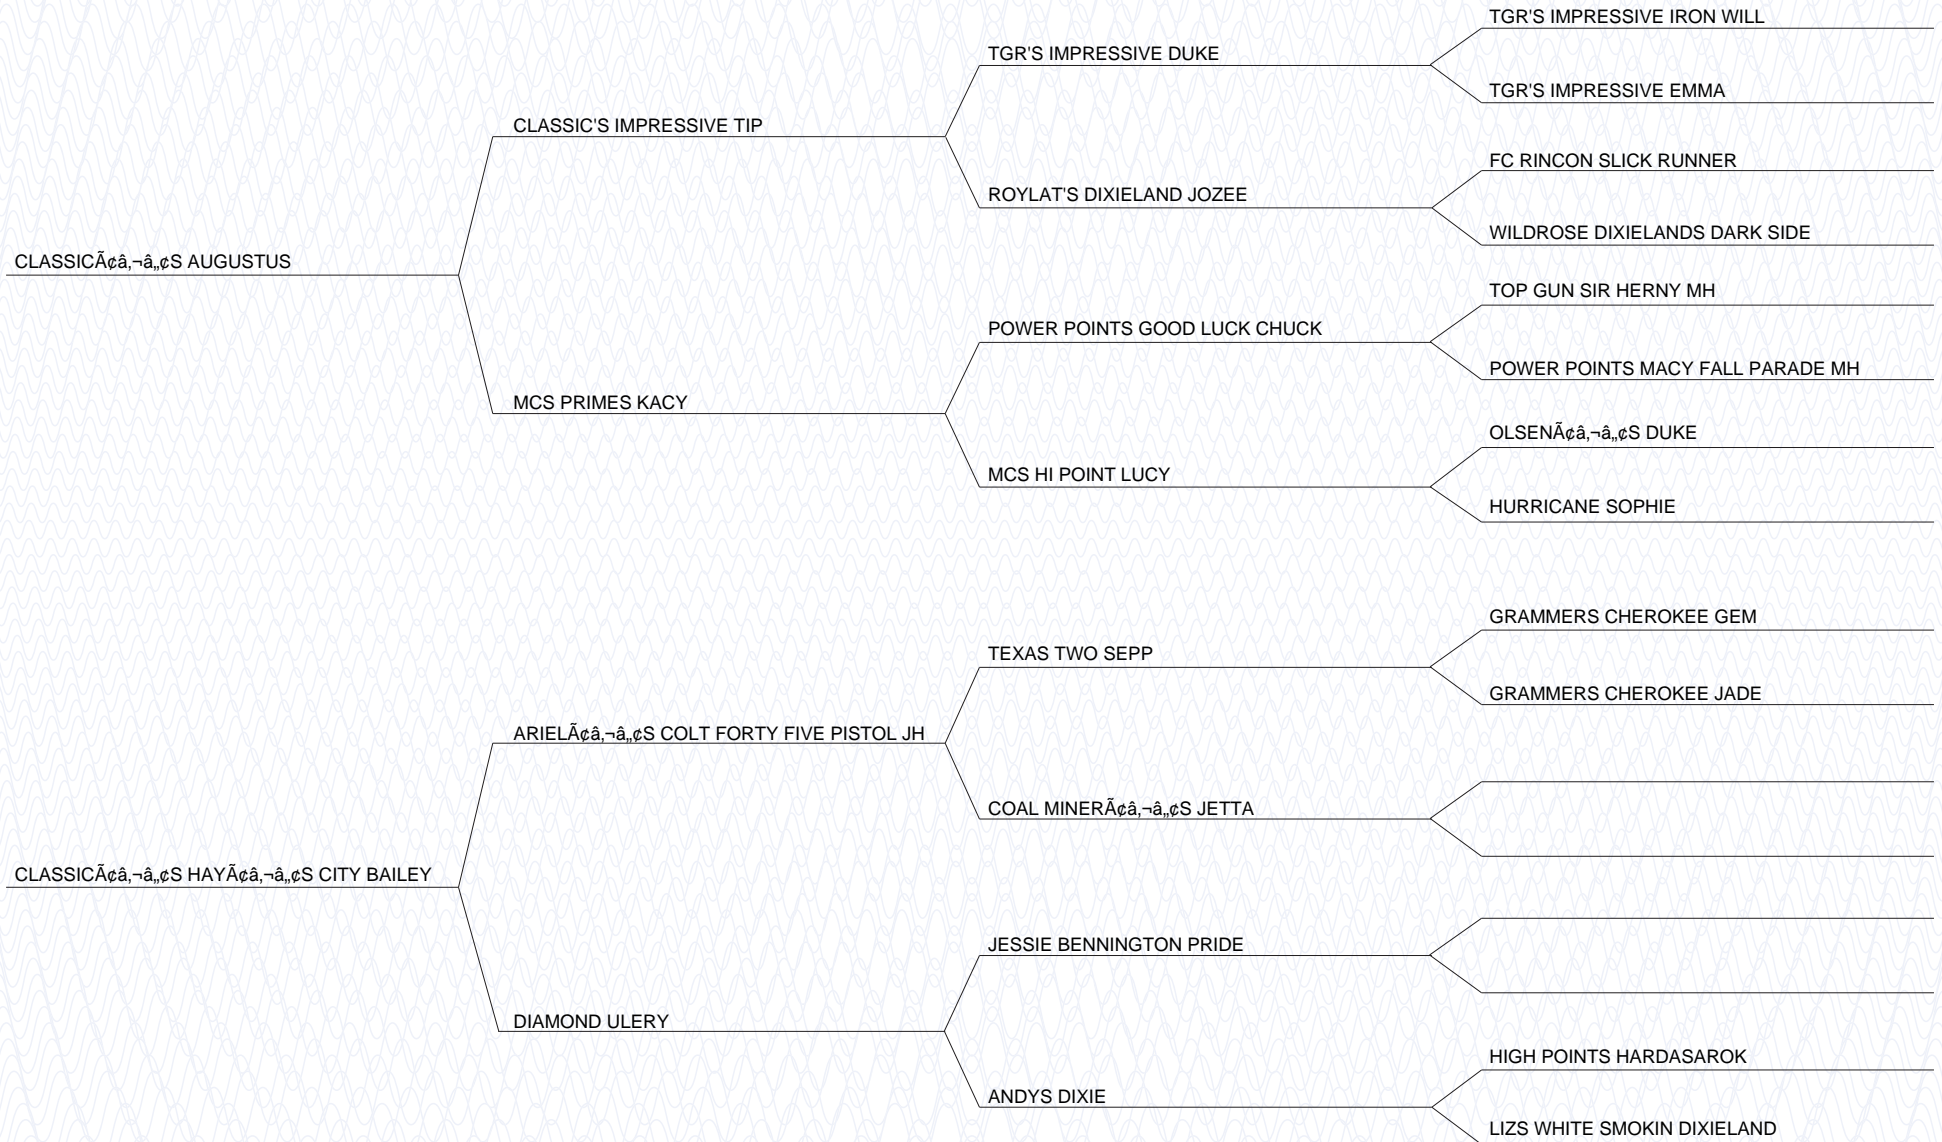 TGR'S IMPRESSIVE IRON WILL
TGR'S IMPRESSIVE DUKE
TGR'S IMPRESSIVE EMMA
CLASSIC'S IMPRESSIVE TIP
FC RINCON SLICK RUNNER
ROYLAT'S DIXIELAND JOZEE
WILDROSE DIXIELANDS DARK SIDE
CLASSICÃ¢â‚¬â„¢S AUGUSTUS
TOP GUN SIR HERNY MH
POWER POINTS GOOD LUCK CHUCK
POWER POINTS MACY FALL PARADE MH
MCS PRIMES KACY
OLSENÃ¢â‚¬â„¢S DUKE
MCS HI POINT LUCY
HURRICANE SOPHIE
GRAMMERS CHEROKEE GEM
TEXAS TWO SEPP
GRAMMERS CHEROKEE JADE
ARIELÃ¢â‚¬â„¢S COLT FORTY FIVE PISTOL JH
COAL MINERÃ¢â‚¬â„¢S JETTA
CLASSICÃ¢â‚¬â„¢S HAYÃ¢â‚¬â„¢S CITY BAILEY
JESSIE BENNINGTON PRIDE
DIAMOND ULERY
HIGH POINTS HARDASAROK
ANDYS DIXIE
LIZS WHITE SMOKIN DIXIELAND